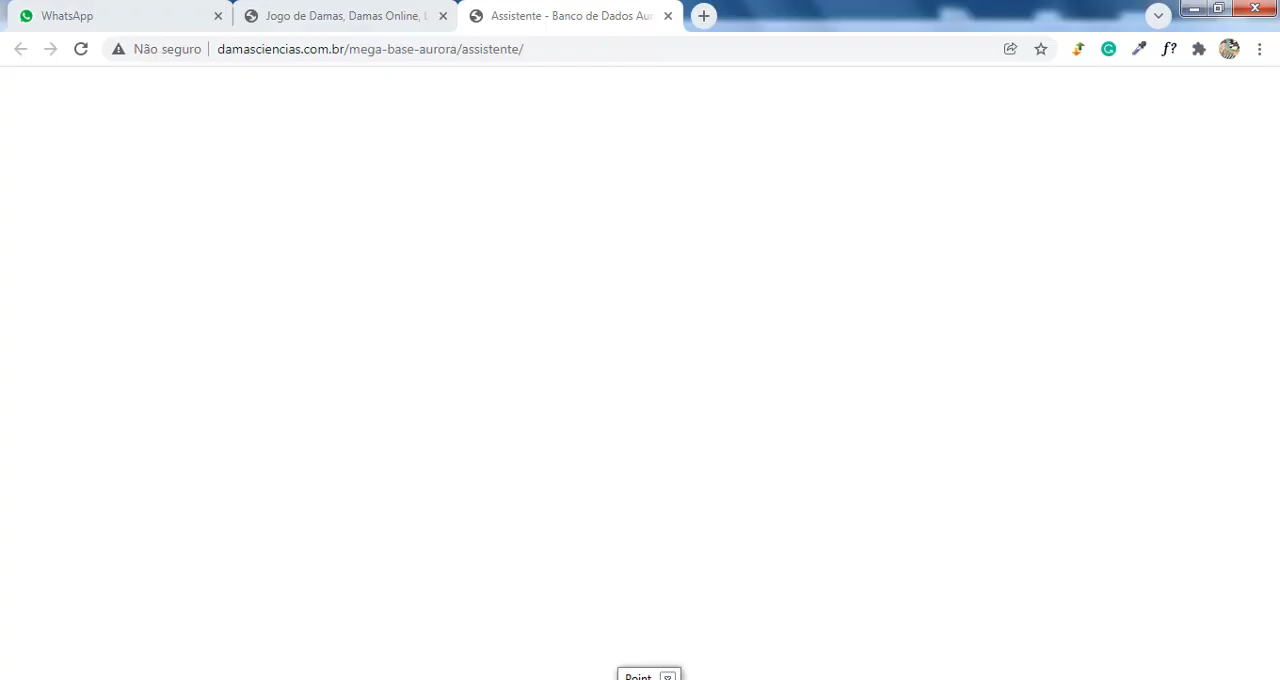 WhatsApp
Jogo de Damas, Damas Online,
Assistente - Banco de Dados Aur
Não seguro
damasciencias.com.br/mega-base-aurora/assistente/
f?
Point